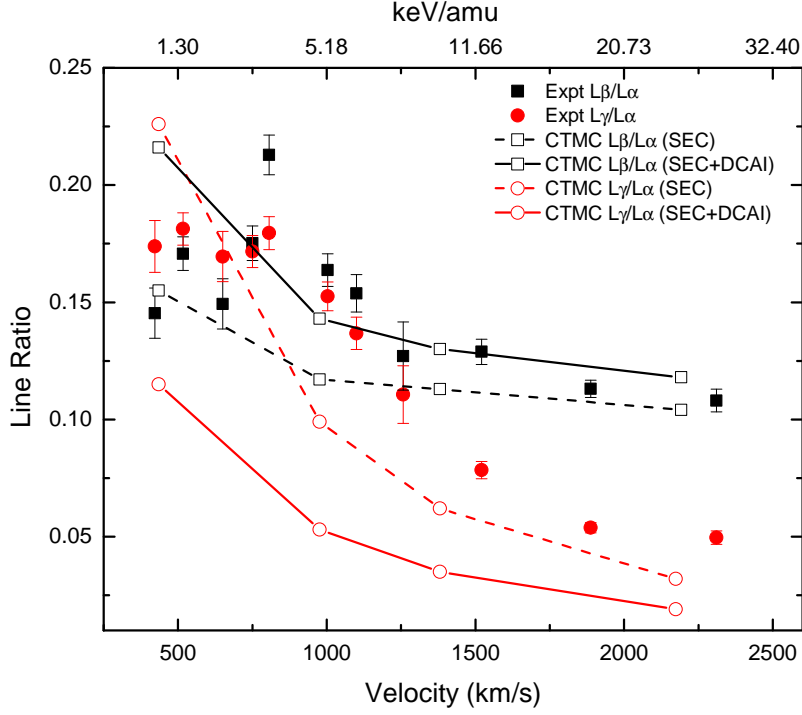 keV/amu
1.30 5.18 11.66 20.73 32.40
0.25
0.20
0.15
0.10
0.05
Line Ratio
Expt Lβ/Lα
Expt Lγ/Lα
CTMC Lβ/Lα (SEC)
CTMC Lβ/Lα (SEC+DCAI)
CTMC Lγ/Lα (SEC)
CTMC Lγ/Lα (SEC+DCAI)
500 1000 1500 2000 2500
Velocity (km/s)